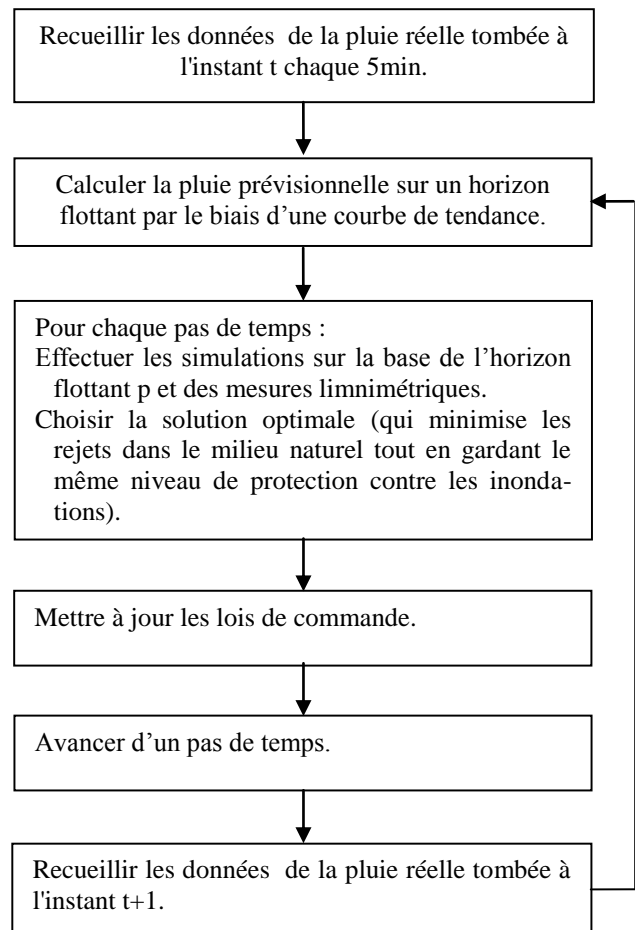 Recueillir les données de la pluie réelle tombée à
l'instant t chaque 5min.
Calculer la pluie prévisionnelle sur un horizon
flottant par le biais d’une courbe de tendance.
Pour chaque pas de temps :
Effectuer les simulations sur la base de l’horizon
flottant p et des mesures limnimétriques.
Choisir la solution optimale (qui minimise les
rejets dans le milieu naturel tout en gardant le
même niveau de protection contre les inonda-
tions).
Mettre à jour les lois de commande.
Avancer d’un pas de temps.
Recueillir les données de la pluie réelle tombée à
l'instant t+1.